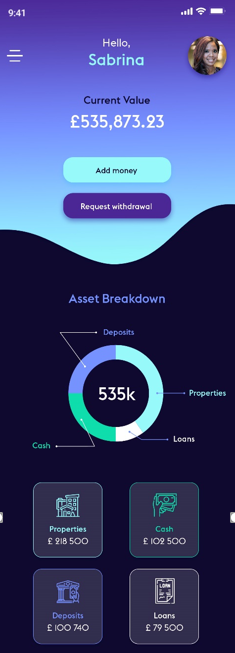 9:41
Hello,
Sabrina
Current Value
£535,873.23
Add money
Request withdrawal
Asset Breakdown
Deposits
535k
Properties
Loans
Cash
Properties
£ 218 500
Cash
£ 102 500
Deposits
£ 100 740
LOAN
Loans
£ 79 500